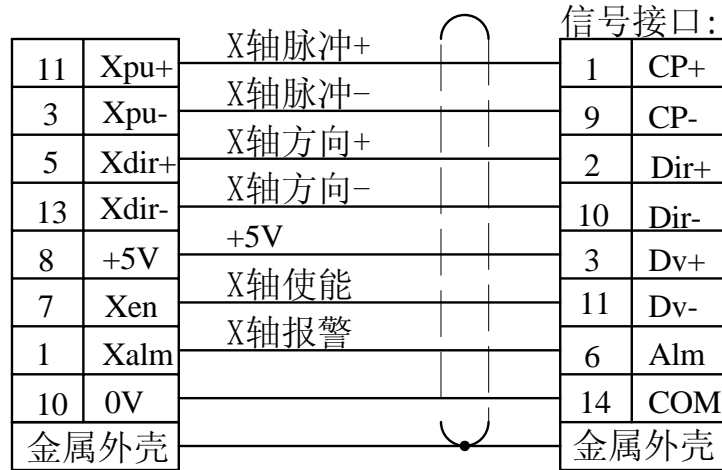 信号接口:
11 Xpu+ X轴脉冲+ 1 CP+
3 Xpu- X轴脉冲- 9 CP-
5 Xdir+ X轴方向+ 2 Dir+
13 Xdir- X轴方向- 10 Dir-
8 +5V +5V 3 Dv+
7 Xen X轴使能 11 Dv-
1 Xalm X轴报警 6 Alm
10 0V 14 COM
金属外壳 金属外壳